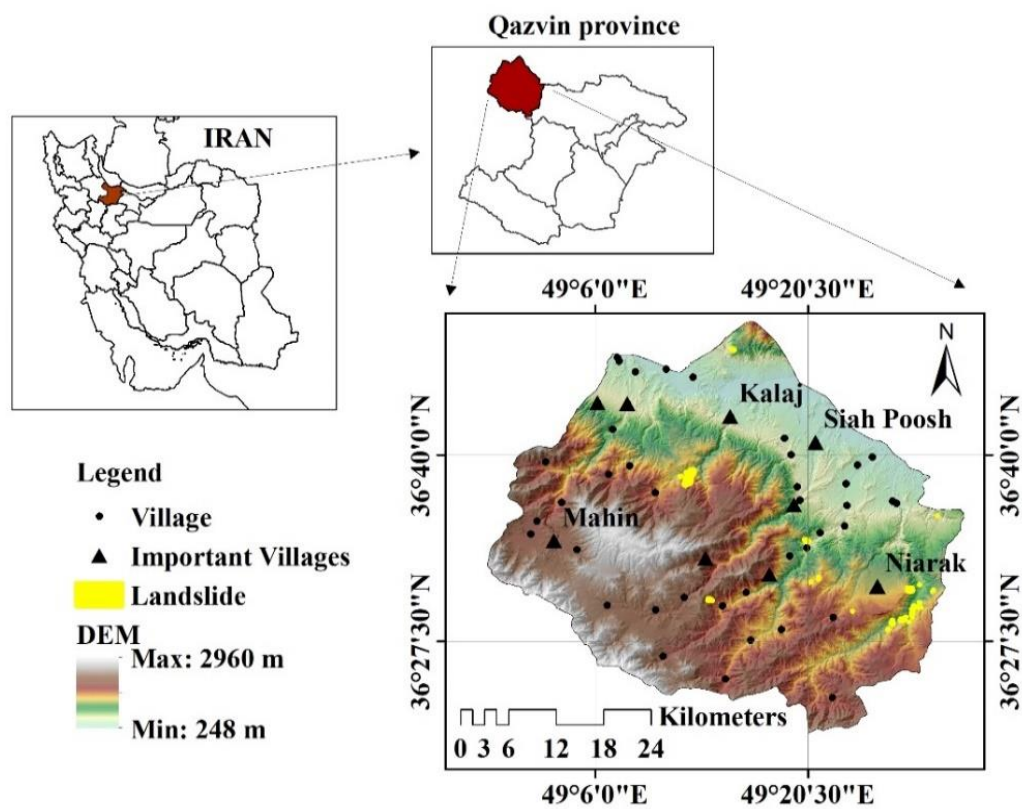 Qazvin province
IRAN
49°6'0"E 49°20'30"E
N
Kalaj
Siah Poosh
36°40'0"N 36°40'0"N
Mahin
Niarak
36°27'30"N 36°27'30"N
Kilometers
0 3 6 12 18 24
49°6'0"E 49°20'30"E
Legend
Village
Important Villages
Landslide
DEM
Max: 2960 m
Min: 248 m